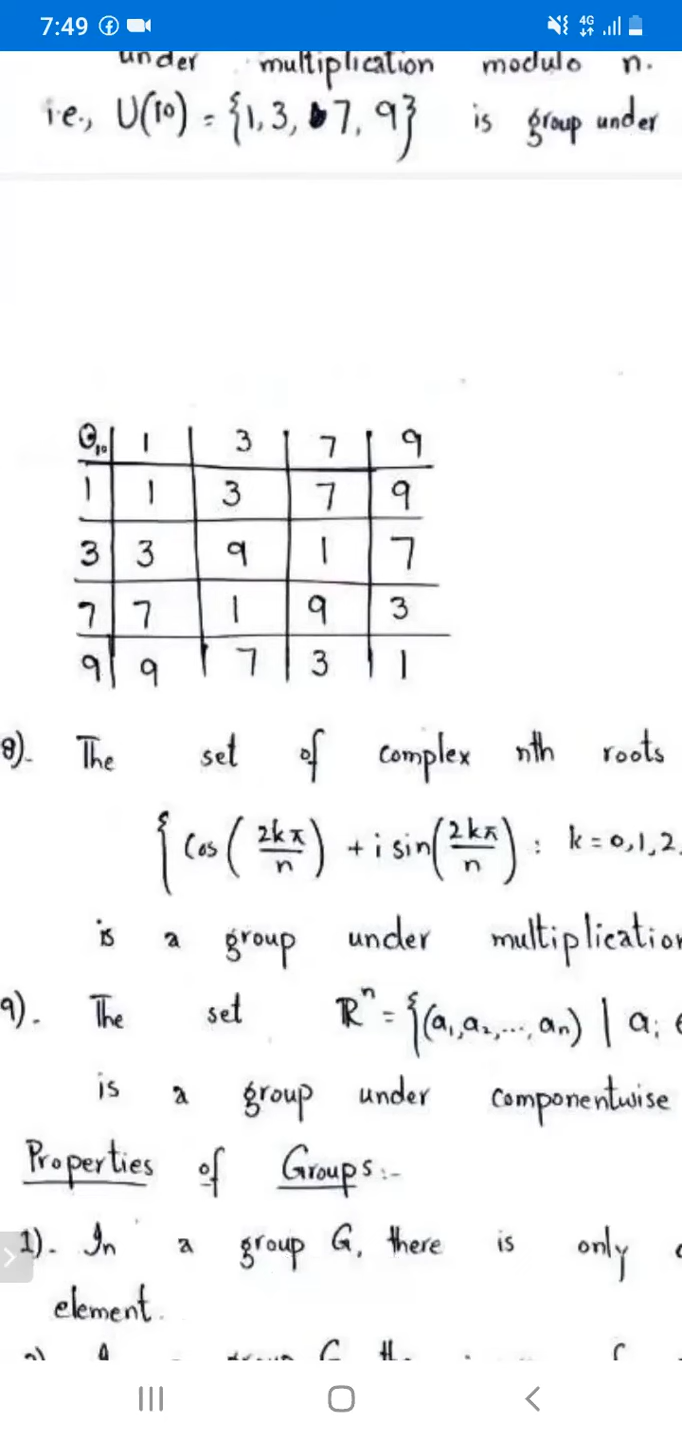 7:49
4G
under multiplication modulo n.
i.e., U(10) = {1, 3, 7, 9} is group under
⊙₁₀ 1 3 7 9
1 1 3 7 9
3 3 9 1 7
7 7 1 9 3
9 9 7 3 1
8). The set of complex nth roots
{ Cos(2kπ/n) + i sin(2kπ/n) : k = 0, 1, 2
is a group under multiplication
9). The set ℝⁿ = {(a₁, a₂, ..., aₙ) | aᵢ ∈
is a group under componentwise
Properties of Groups:-
1). In a group G, there is only
element.